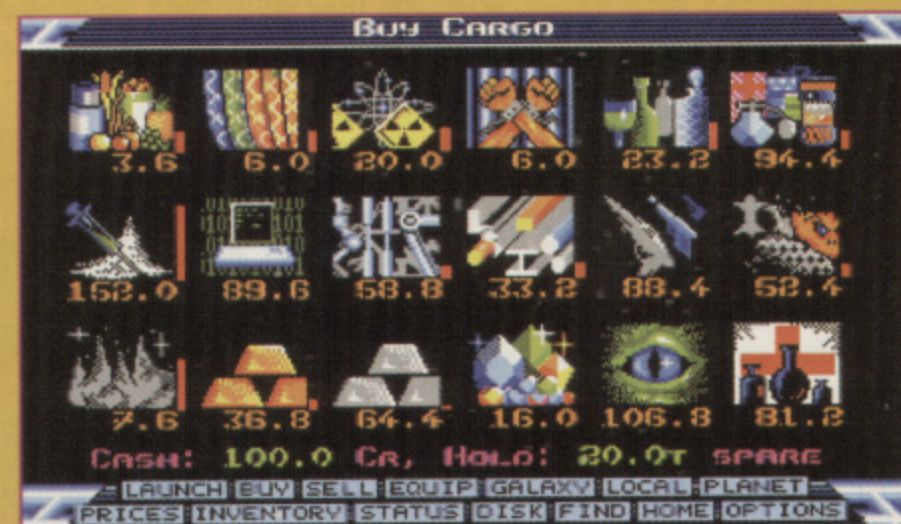 BUY CARGO
3.6 6.0 20.0 6.0 23.2 94.4
162.0 89.6 58.8 33.2 88.4 52.4
7.6 36.8 64.4 16.0 106.8 81.2
CASH: 100.0 CR, HOLD: 20.0T SPARE
LAUNCH BUY SELL EQUIP GALAXY LOCAL PLANET
PRICES INVENTORY STATUS DISK FIND HOME OPTIONS